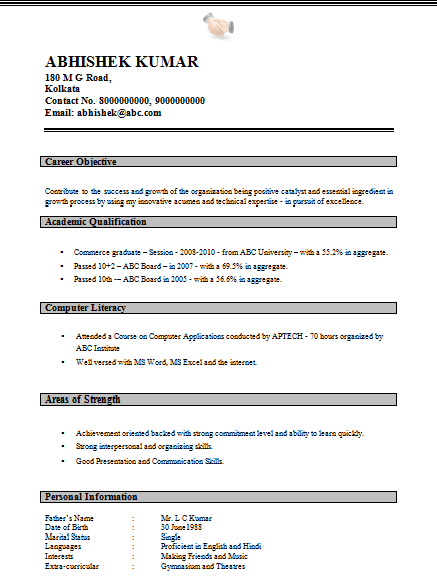 ABHISHEK KUMAR
180 M G Road,
Kolkata
Contact No. 8000000000, 9000000000
Email: abhishek@abc.com
Career Objective
Contribute to the success and growth of the organization being positive catalyst and essential ingredient in
growth process by using my innovative acumen and technical expertise - in pursuit of excellence.
Academic Qualification
• Commerce graduate – Session - 2008-2010 - from ABC University – with a 55.2% in aggregate.
• Passed 10+2 – ABC Board – in 2007 - with a 69.5% in aggregate.
• Passed 10th -– ABC Board in 2005 - with a 56.6% in aggregate.
Computer Literacy
• Attended a Course on Computer Applications conducted by APTECH - 70 hours organized by
ABC Institute
• Well versed with MS Word, MS Excel and the internet.
Areas of Strength
• Achievement oriented backed with strong commitment level and ability to learn quickly.
• Strong interpersonal and organizing skills.
• Good Presentation and Communication Skills.
Personal Information
Father's Name : Mr. L C Kumar
Date of Birth : 30 June1988
Marital Status : Single
Languages : Proficient in English and Hindi
Interests : Making Friends and Music
Extra-curricular : Gymnasium and Theatres